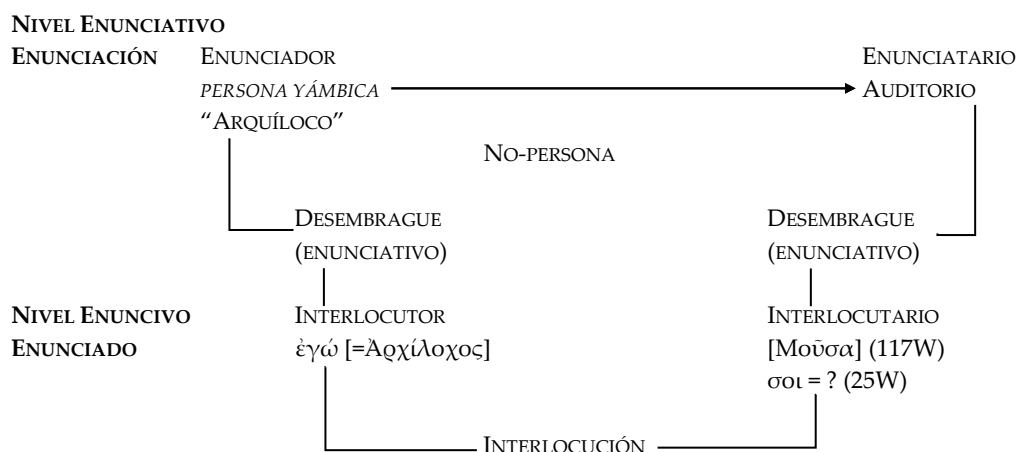 NIVEL ENUNCIATIVO
ENUNCIACIÓN ENUNCIADOR ENUNCIATARIO
PERSONA YÁMBICA AUDITORIO
“ARQUÍLOCO”
NO-PERSONA
DESEMBRAGUE DESEMBRAGUE
(ENUNCIATIVO) (ENUNCIATIVO)
NIVEL ENUNCIVO INTERLOCUTOR INTERLOCUTARIO
ENUNCIADO ἐγώ [=Ἀρχίλοχος] [Μοῦσα] (117W)
σοι = ? (25W)
INTERLOCUCIÓN